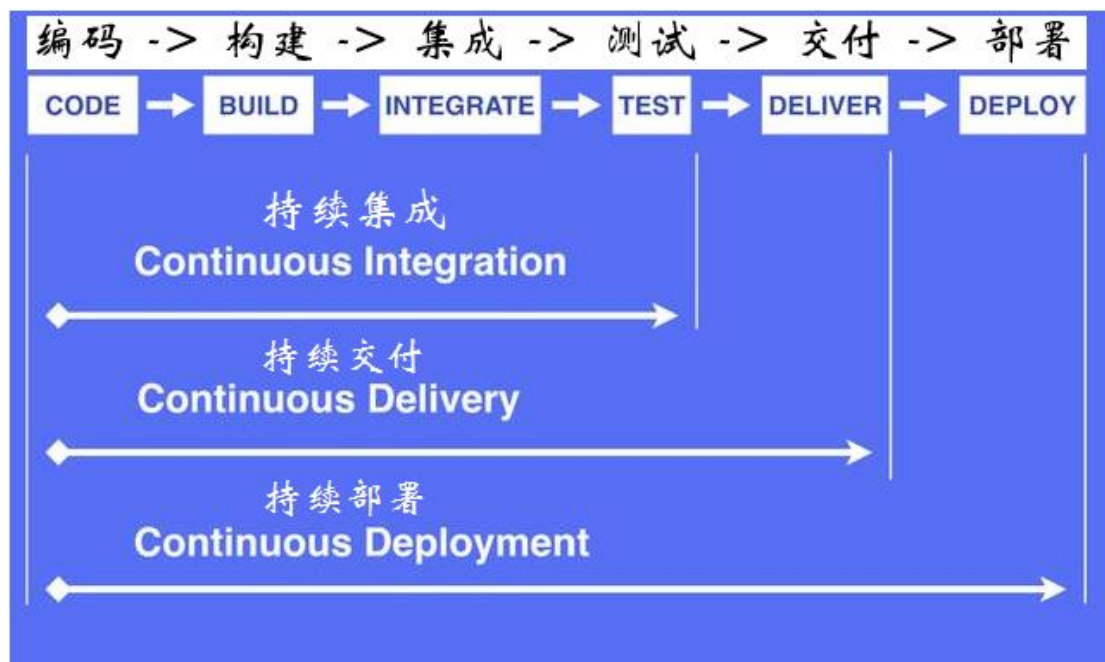 编码 -> 构建 -> 集成 -> 测试 -> 交付 -> 部署
CODE BUILD INTEGRATE TEST DELIVER DEPLOY
持续集成
Continuous Integration
持续交付
Continuous Delivery
持续部署
Continuous Deployment